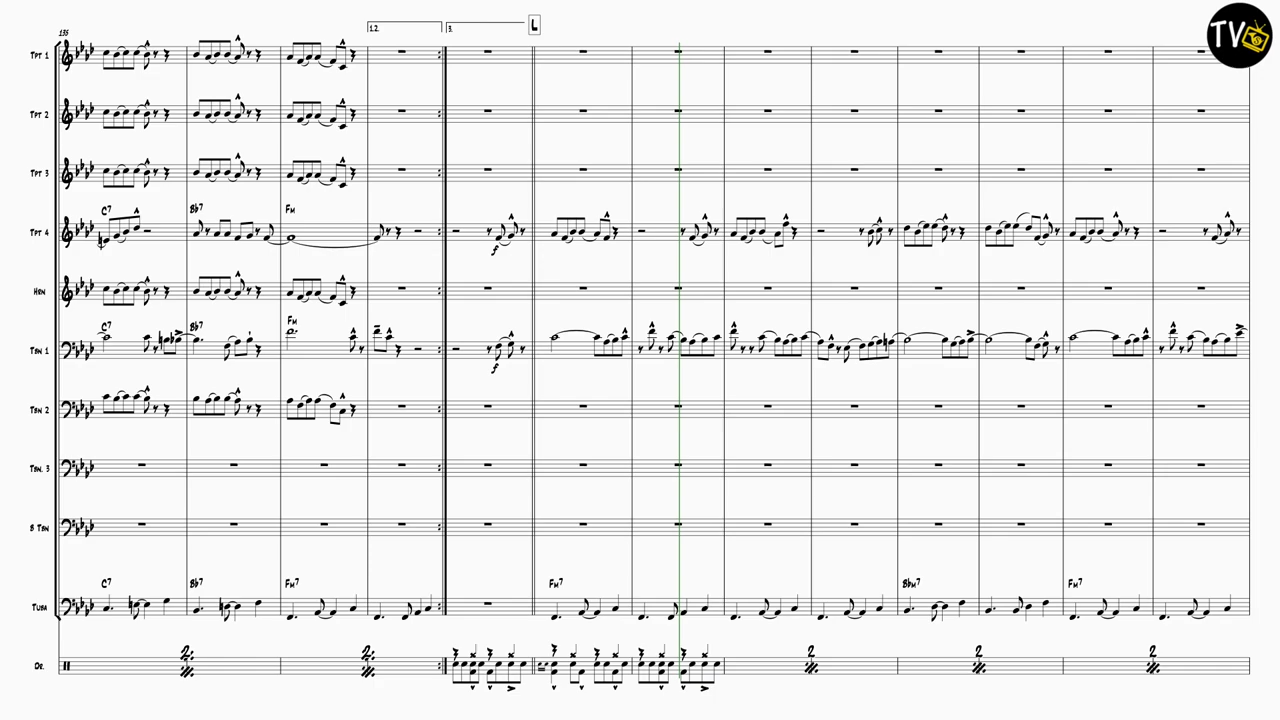 TV
L
135
1.2.
3.
Tpt 1
Tpt 2
Tpt 3
C7 Bb7 Fm
Tpt 4
f
Hrn
C7 Bb7 Fm
Tbn 1
f
Tbn 2
Tbn. 3
B Tbn
C7 Bb7 Fm7 Fm7 Bbm7 Fm7
Tuba
2 2 2 2 2
Dr.